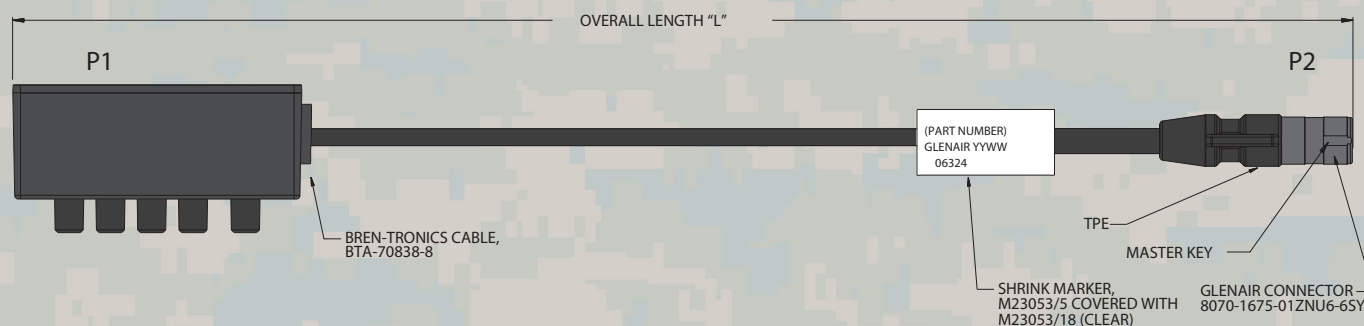 OVERALL LENGTH “L”
P1
P2
(PART NUMBER)
GLENAIR YYWW
06324
BREN-TRONICS CABLE,
BTA-70838-8
TPE
MASTER KEY
SHRINK MARKER,
M23053/5 COVERED WITH
M23053/18 (CLEAR)
GLENAIR CONNECTOR
8070-1675-01ZNU6-6SY